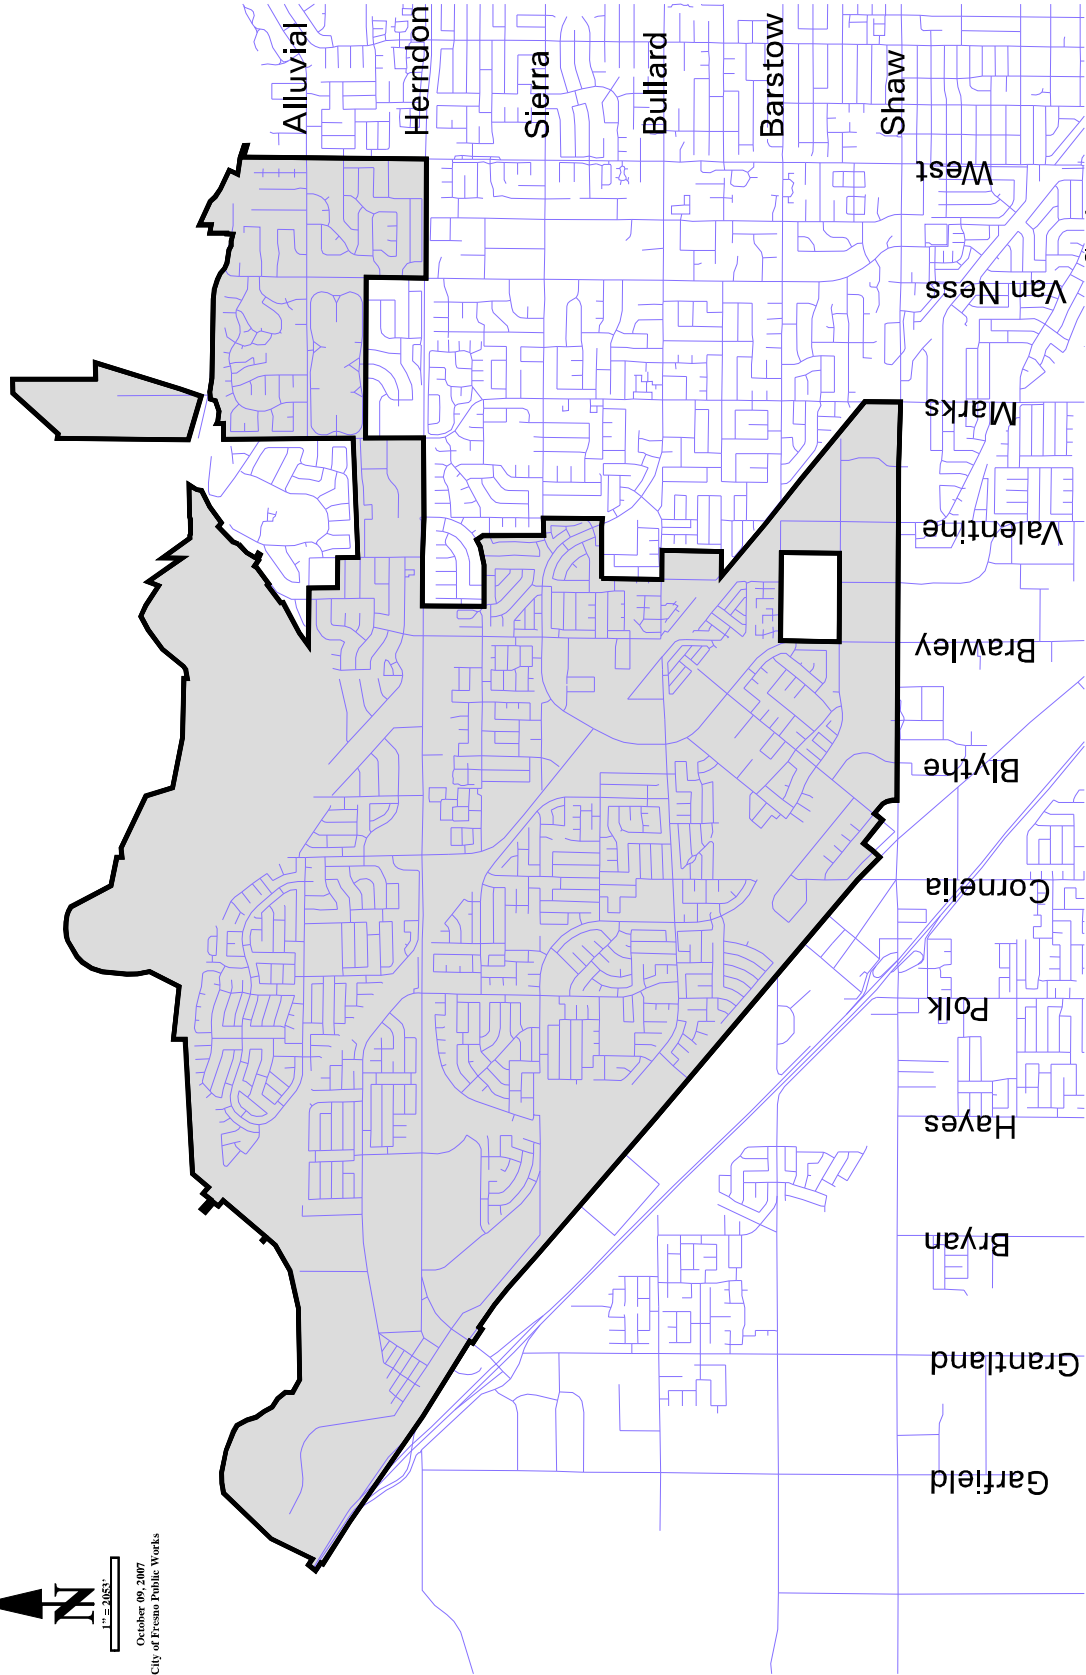 Alluvial
Herndon
Sierra
Bullard
Barstow
Shaw
West
Van Ness
Marks
Valentine
Brawley
Blythe
Cornelia
Polk
Hayes
Bryan
Grantland
Garfield
N
1" = 2053'
October 09, 2007
City of Fresno Public Works